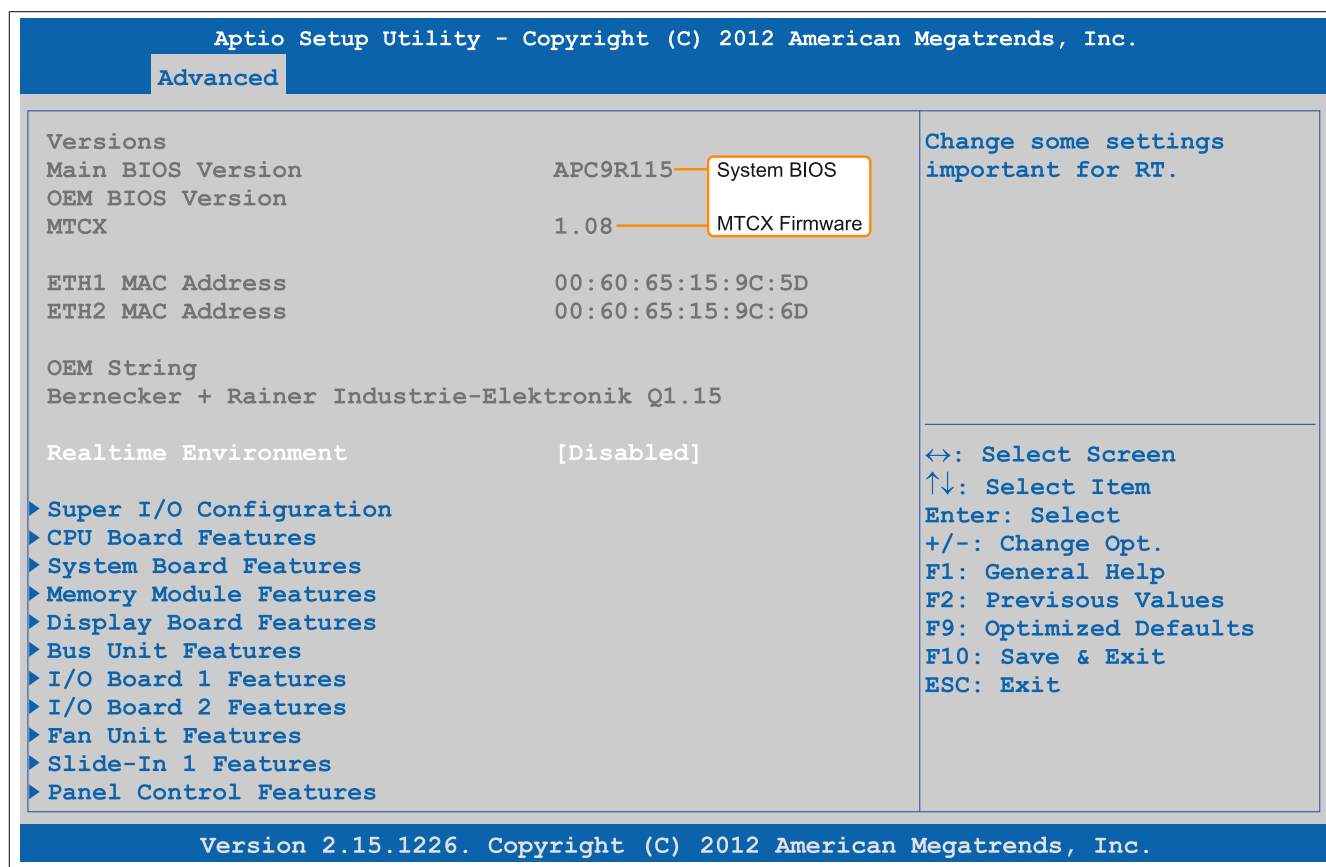 Aptio Setup Utility - Copyright (C) 2012 American Megatrends, Inc.
Advanced
Versions
Main BIOS Version APC9R115 System BIOS
OEM BIOS Version
MTCX 1.08 MTCX Firmware
ETH1 MAC Address 00:60:65:15:9C:5D
ETH2 MAC Address 00:60:65:15:9C:6D
OEM String
Bernecker + Rainer Industrie-Elektronik Q1.15
Realtime Environment [Disabled]
Super I/O Configuration
CPU Board Features
System Board Features
Memory Module Features
Display Board Features
Bus Unit Features
I/O Board 1 Features
I/O Board 2 Features
Fan Unit Features
Slide-In 1 Features
Panel Control Features
Change some settings
important for RT.
↔: Select Screen
↑↓: Select Item
Enter: Select
+/-: Change Opt.
F1: General Help
F2: Previsous Values
F9: Optimized Defaults
F10: Save & Exit
ESC: Exit
Version 2.15.1226. Copyright (C) 2012 American Megatrends, Inc.